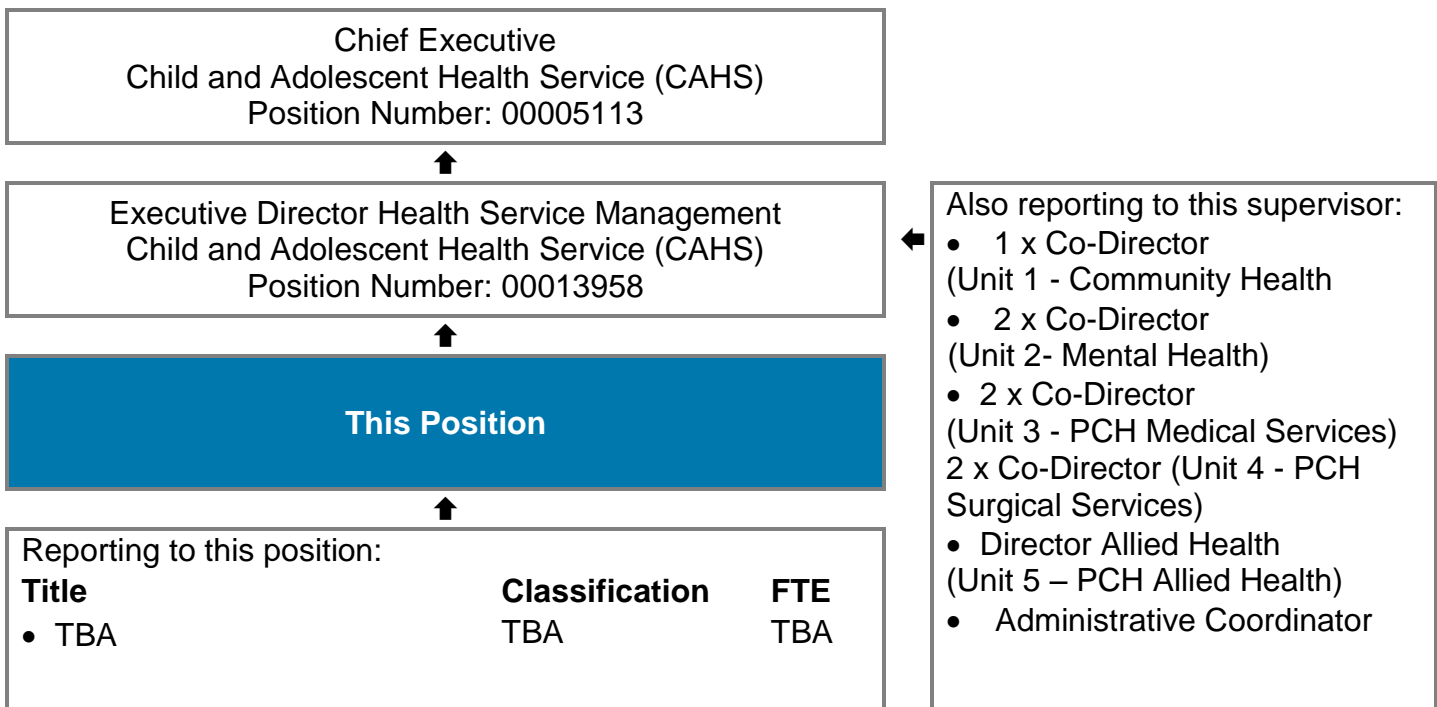 Chief Executive
Child and Adolescent Health Service (CAHS)
Position Number: 00005113
Executive Director Health Service Management
Child and Adolescent Health Service (CAHS)
Position Number: 00013958
This Position
Reporting to this position:
Title Classification FTE
• TBA TBA TBA
Also reporting to this supervisor:
• 1 x Co-Director
(Unit 1 - Community Health
• 2 x Co-Director
(Unit 2- Mental Health)
• 2 x Co-Director
(Unit 3 - PCH Medical Services)
2 x Co-Director (Unit 4 - PCH
Surgical Services)
• Director Allied Health
(Unit 5 – PCH Allied Health)
• Administrative Coordinator